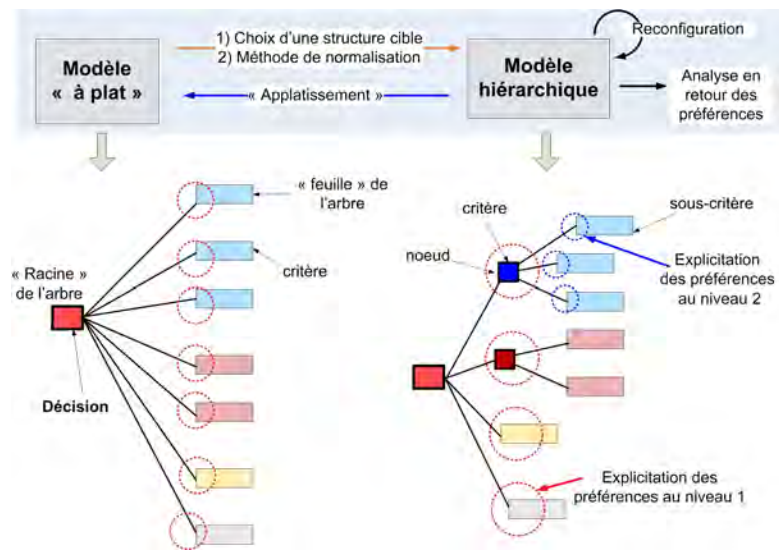 Modèle
« à plat »
1) Choix d'une structure cible
2) Méthode de normalisation
« Applatissement »
Modèle
hiérarchique
Reconfiguration
Analyse en
retour des
préférences
« feuille » de
l'arbre
critère
« Racine »
de l'arbre
Décision
critère
sous-critère
noeud
Explicitation
des préférences
au niveau 2
Explicitation des
préférences au niveau 1